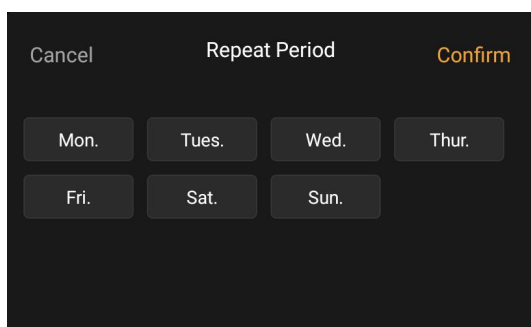 Cancel Repeat Period Confirm
Mon. Tues. Wed. Thur.
Fri. Sat. Sun.